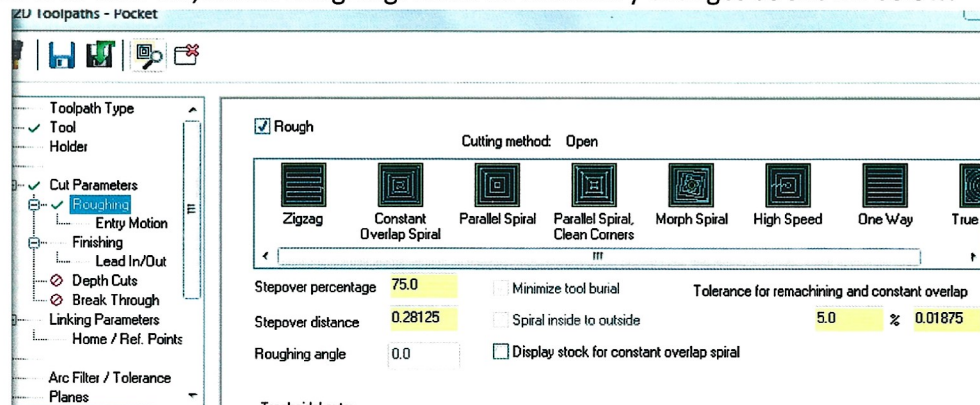 2D Toolpaths - Pocket
Toolpath Type
Tool
Holder
Cut Parameters
Roughing
Entry Motion
Finishing
Lead In/Out
Depth Cuts
Break Through
Linking Parameters
Home / Ref. Points
Arc Filter / Tolerance
Planes
Rough
Cutting method: Open
Zigzag
Constant Overlap Spiral
Parallel Spiral
Parallel Spiral, Clean Corners
Morph Spiral
High Speed
One Way
True
Stepover percentage 75.0
Minimize tool burial
Tolerance for remachining and constant overlap
Stepover distance 0.28125
Spiral inside to outside
5.0 % 0.01875
Roughing angle 0.0
Display stock for constant overlap spiral